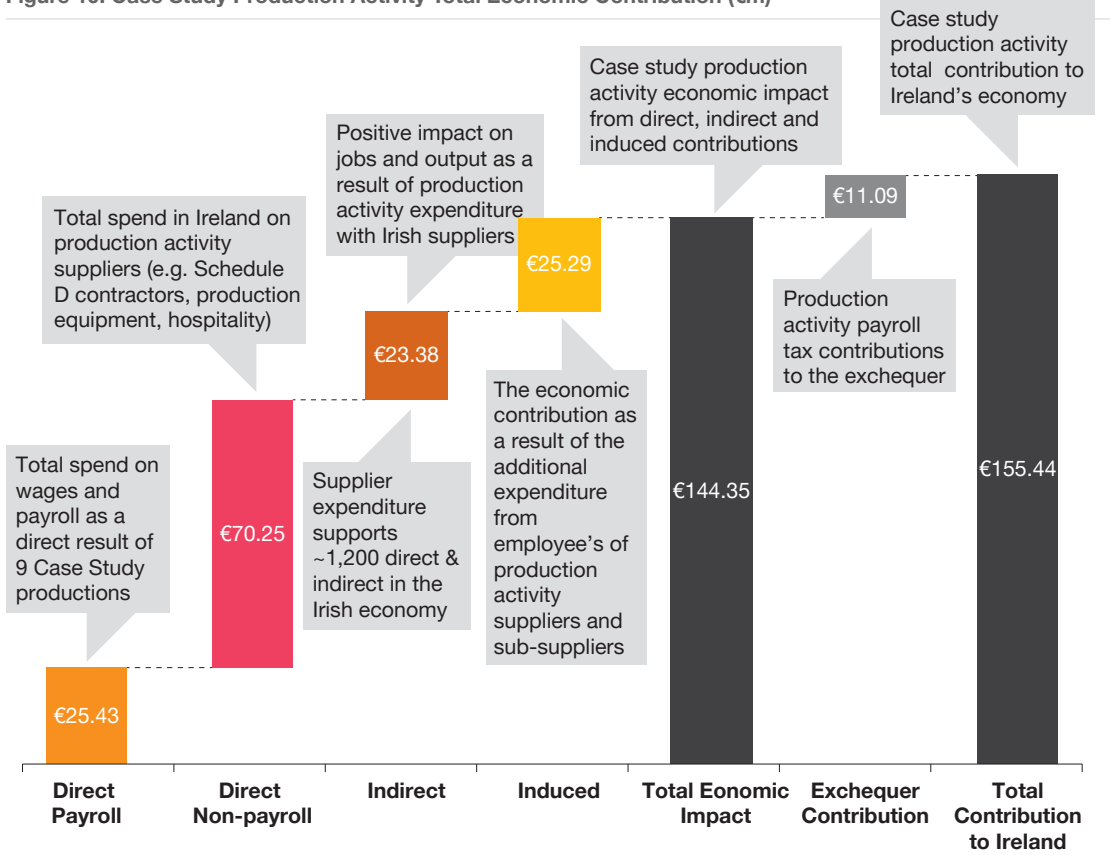 Case study
production activity
total contribution to
Ireland's economy
Case study production
activity economic impact
from direct, indirect and
induced contributions
Positive impact on
jobs and output as a
result of production
activity expenditure
with Irish suppliers
Total spend in Ireland on
production activity
suppliers (e.g. Schedule
D contractors, production
equipment, hospitality)
Total spend on
wages and
payroll as a
direct result of
9 Case Study
productions
Supplier
expenditure
supports
~1,200 direct &
indirect in the
Irish economy
The economic
contribution as
a result of the
additional
expenditure
from
employee's of
production
activity
suppliers and
sub-suppliers
Production
activity payroll
tax contributions
to the exchequer
€25.43
€70.25
€23.38
€25.29
€144.35
€11.09
€155.44
Direct
Payroll
Direct
Non-payroll
Indirect
Induced
Total Eonomic
Impact
Exchequer
Contribution
Total
Contribution
to Ireland